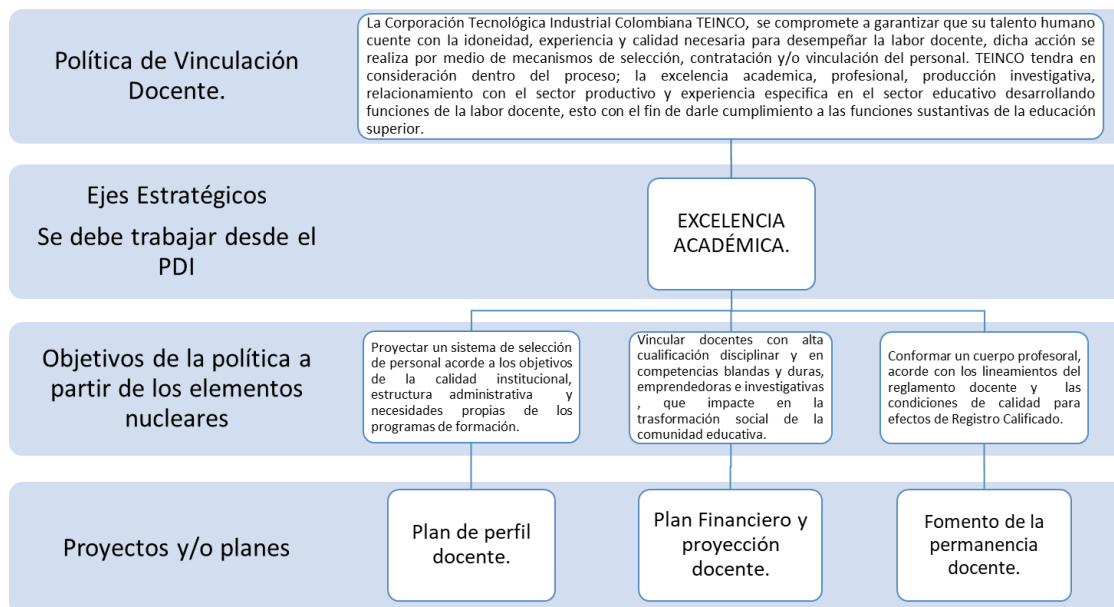 Política de Vinculación
Docente.
La Corporación Tecnológica Industrial Colombiana TEINCO, se compromete a garantizar que su talento humano
cuente con la idoneidad, experiencia y calidad necesaria para desempeñar la labor docente, dicha acción se
realiza por medio de mecanismos de selección, contratación y/o vinculación del personal. TEINCO tendra en
consideración dentro del proceso; la excelencia academica, profesional, producción investigativa,
relacionamiento con el sector productivo y experiencia especifica en el sector educativo desarrollando
funciones de la labor docente, esto con el fin de darle cumplimiento a las funciones sustantivas de la educación
superior.
Ejes Estratégicos
Se debe trabajar desde el
PDI
EXCELENCIA
ACADÉMICA.
Objetivos de la política a
partir de los elementos
nucleares
Proyectar un sistema de selección
de personal acorde a los objetivos
de la calidad institucional,
estructura administrativa y
necesidades propias de los
programas de formación.
Vincular docentes con alta
cualificación disciplinar y en
competencias blandas y duras,
emprendedoras e investigativas
, que impacte en la
trasformación social de la
comunidad educativa.
Conformar un cuerpo profesoral,
acorde con los lineamientos del
reglamento docente y las
condiciones de calidad para
efectos de Registro Calificado.
Proyectos y/o planes
Plan de perfil
docente.
Plan Financiero y
proyección
docente.
Fomento de la
permanencia
docente.